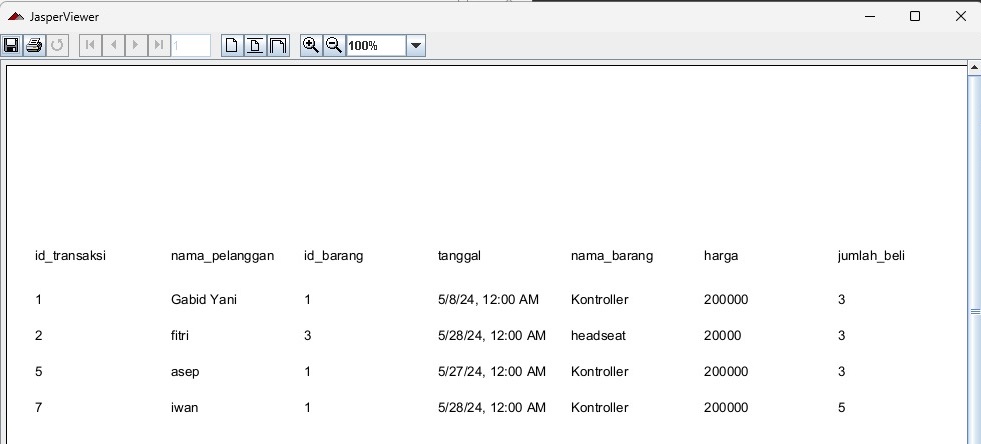 JasperViewer
1 100%
id_transaksi nama_pelanggan id_barang tanggal nama_barang harga jumlah_beli
1 Gabid Yani 1 5/8/24, 12:00 AM Kontroller 200000 3
2 fitri 3 5/28/24, 12:00 AM headseat 20000 3
5 asep 1 5/27/24, 12:00 AM Kontroller 200000 3
7 iwan 1 5/28/24, 12:00 AM Kontroller 200000 5